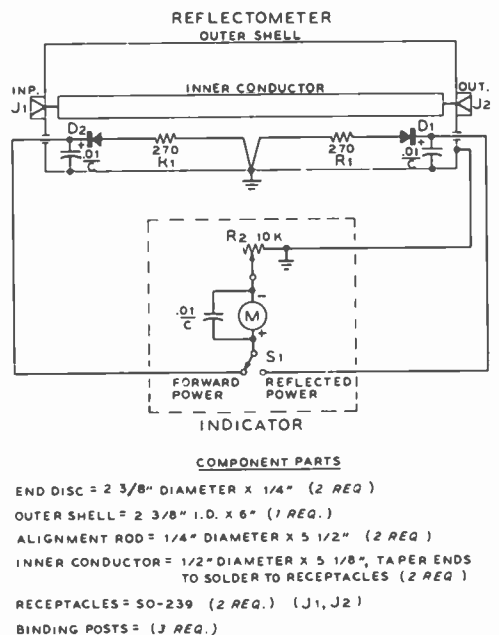 REFLECTOMETER
OUTER SHELL
INP.
J1
INNER CONDUCTOR
OUT.
J2
D2
+
.01
C
270
R1
270
R1
D1
+
.01
C
R2 10K
.01
C
-
M
+
S1
FORWARD POWER
REFLECTED POWER
INDICATOR
COMPONENT PARTS
END DISC = 2 3/8" DIAMETER X 1/4" (2 REQ)
OUTER SHELL = 2 3/8" I.D. X 6" (1 REQ.)
ALIGNMENT ROD = 1/4" DIAMETER X 5 1/2" (2 REQ)
INNER CONDUCTOR = 1/2" DIAMETER X 5 1/8", TAPER ENDS
TO SOLDER TO RECEPTACLES (2 REQ)
RECEPTACLES = SO-239 (2 REQ.) (J1, J2)
BINDING POSTS = (3 REQ.)